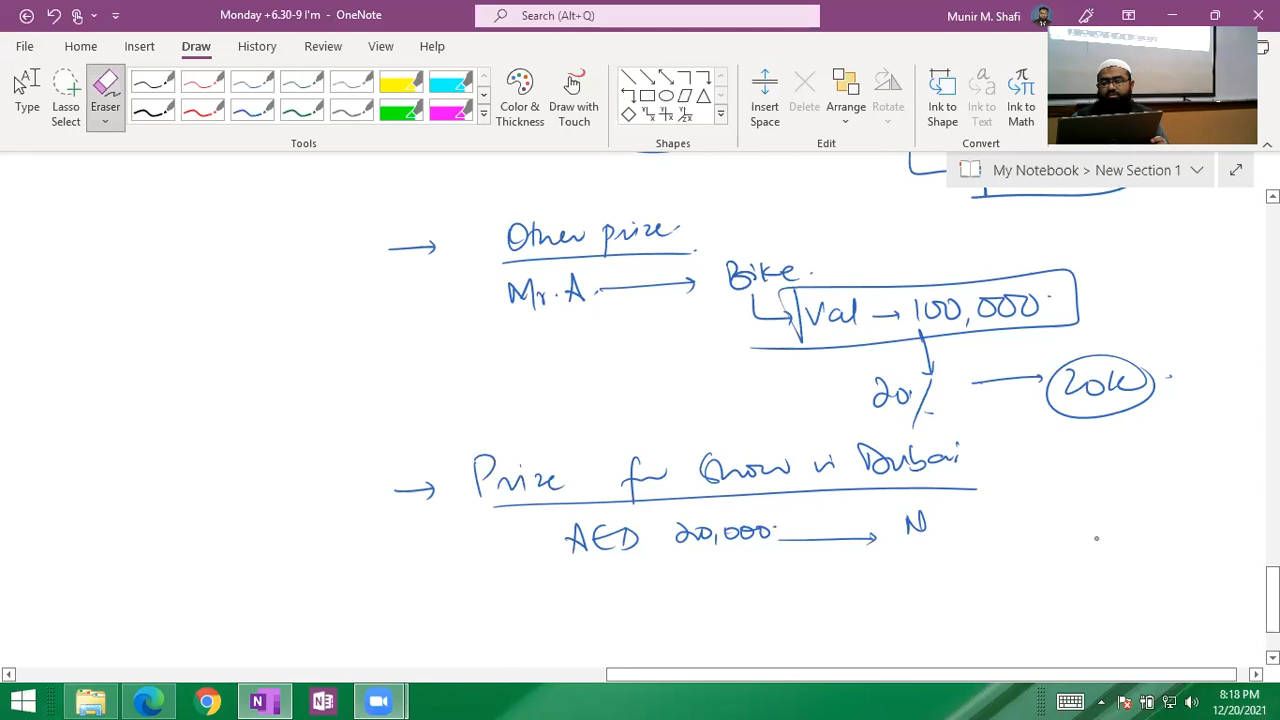 Monday +6.30-9 I'm - OneNote
Search (Alt+Q)
Munir M. Shafi
File Home Insert Draw History Review View Help
Type
Lasso Select
Eraser
Color & Thickness
Draw with Touch
Insert Space
Delete
Arrange
Rotate
Ink to Shape
Ink to Text
Ink to Math
Tools
Shapes
Edit
Convert
My Notebook > New Section 1
→ Other prize
Mr. A → Bike
Val → 100,000
20% → 20k
→ Prize for Show in Dubai
AED 20,000 → N
8:18 PM
12/20/2021